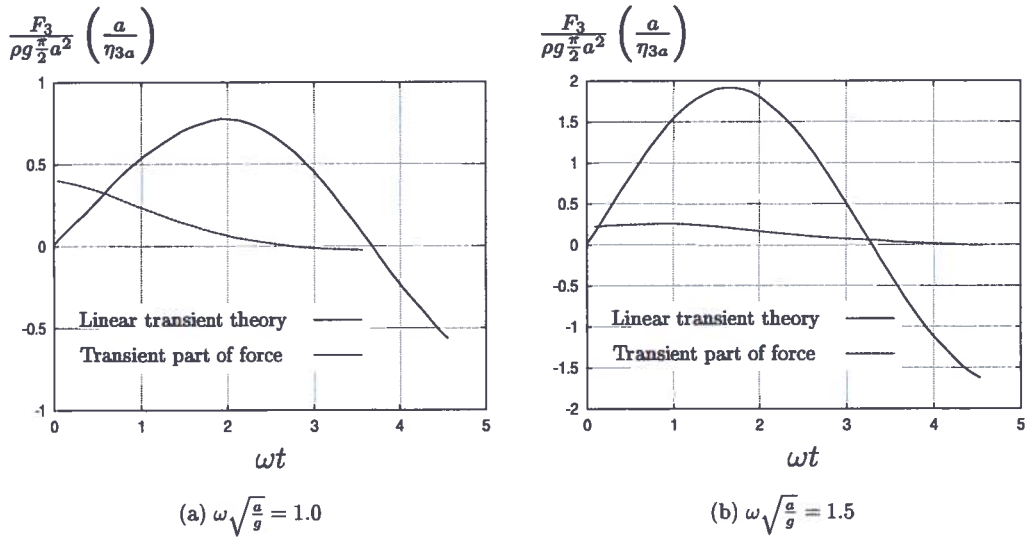 F₃ / ρg π/2 a² (a / η₃ₐ)
1
0.5
0
-0.5
-1
0 1 2 3 4 5
Linear transient theory
Transient part of force
ωt
(a) ω√(a/g) = 1.0
F₃ / ρg π/2 a² (a / η₃ₐ)
2
1.5
1
0.5
0
-0.5
-1
-1.5
-2
0 1 2 3 4 5
Linear transient theory
Transient part of force
ωt
(b) ω√(a/g) = 1.5